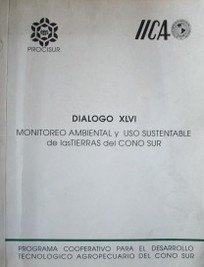 IICA
PROCISUR
DIALOGO XLVI
MONITOREO AMBIENTAL y USO SUSTENTABLE
de lasTIERRAS del CONO SUR
PROGRAMA COOPERATIVO PARA EL DESARROLLO
TECNOLOGICO AGROPECUARIO DEL CONO SUR